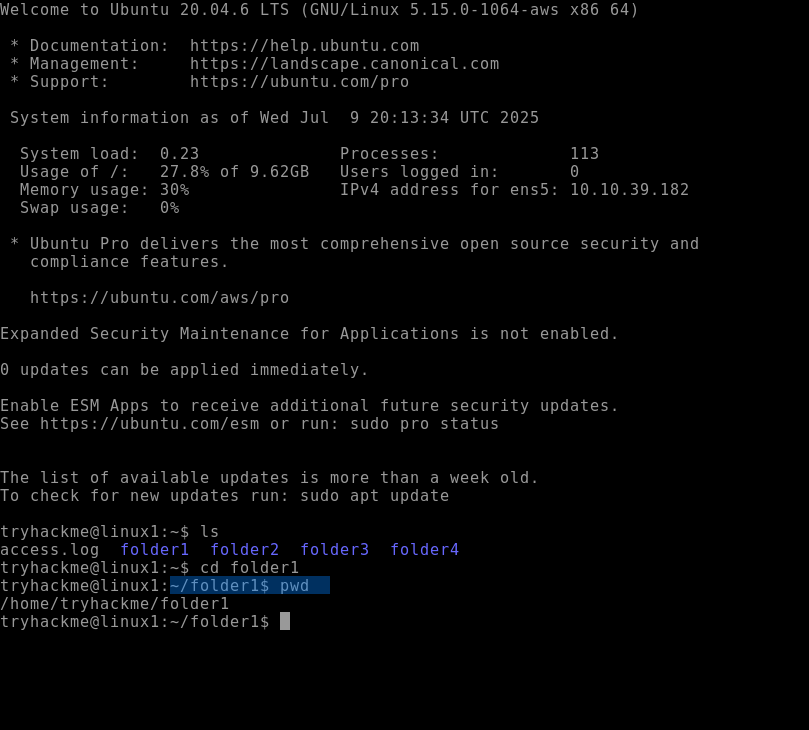 Welcome to Ubuntu 20.04.6 LTS (GNU/Linux 5.15.0-1064-aws x86 64)
* Documentation:  https://help.ubuntu.com
* Management:     https://landscape.canonical.com
* Support:        https://ubuntu.com/pro
System information as of Wed Jul  9 20:13:34 UTC 2025
System load:  0.23              Processes:             113
Usage of /:   27.8% of 9.62GB   Users logged in:       0
Memory usage: 30%               IPv4 address for ens5: 10.10.39.182
Swap usage:   0%
* Ubuntu Pro delivers the most comprehensive open source security and
compliance features.
https://ubuntu.com/aws/pro
Expanded Security Maintenance for Applications is not enabled.
0 updates can be applied immediately.
Enable ESM Apps to receive additional future security updates.
See https://ubuntu.com/esm or run: sudo pro status
The list of available updates is more than a week old.
To check for new updates run: sudo apt update
tryhackme@linux1:~$ ls
access.log  folder1  folder2  folder3  folder4
tryhackme@linux1:~$ cd folder1
tryhackme@linux1:~/folder1$ pwd
/home/tryhackme/folder1
tryhackme@linux1:~/folder1$